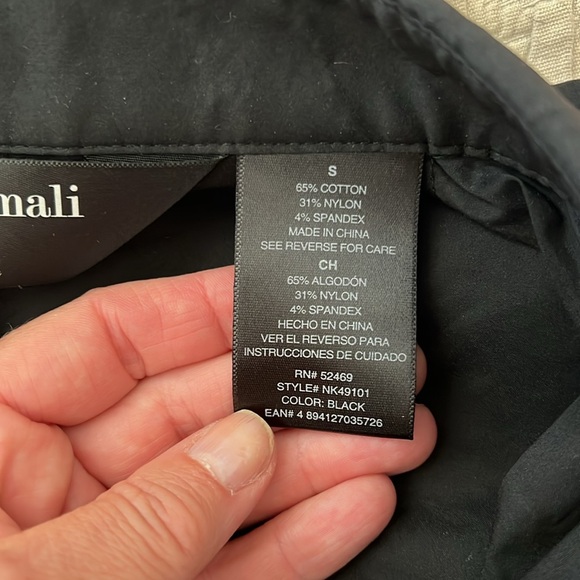 mali
S
65% COTTON
31% NYLON
4% SPANDEX
MADE IN CHINA
SEE REVERSE FOR CARE
CH
65% ALGODÓN
31% NYLON
4% SPANDEX
HECHO EN CHINA
VER EL REVERSO PARA
INSTRUCCIONES DE CUIDADO
RN# 52469
STYLE# NK49101
COLOR: BLACK
EAN# 4 894127035726